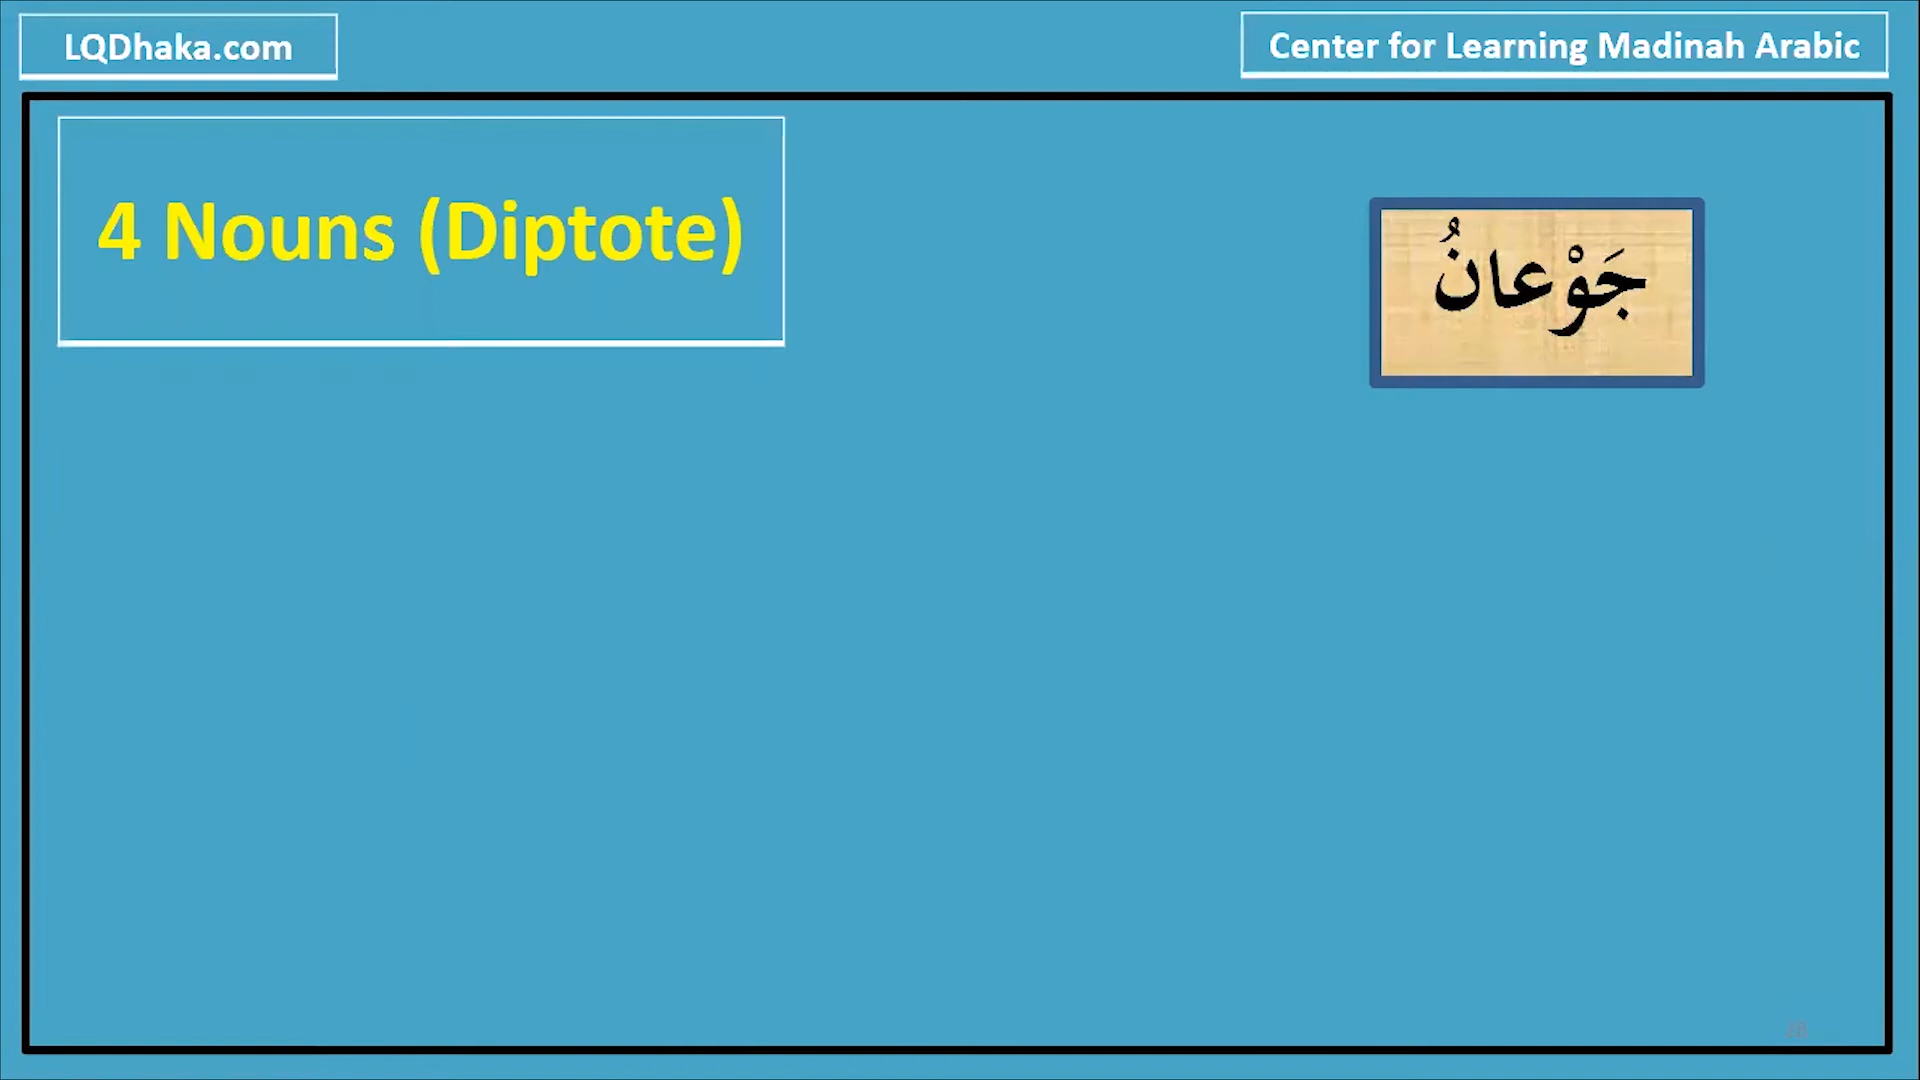 LQDhaka.com
Center for Learning Madinah Arabic
4 Nouns (Diptote)
جَوْعانُ